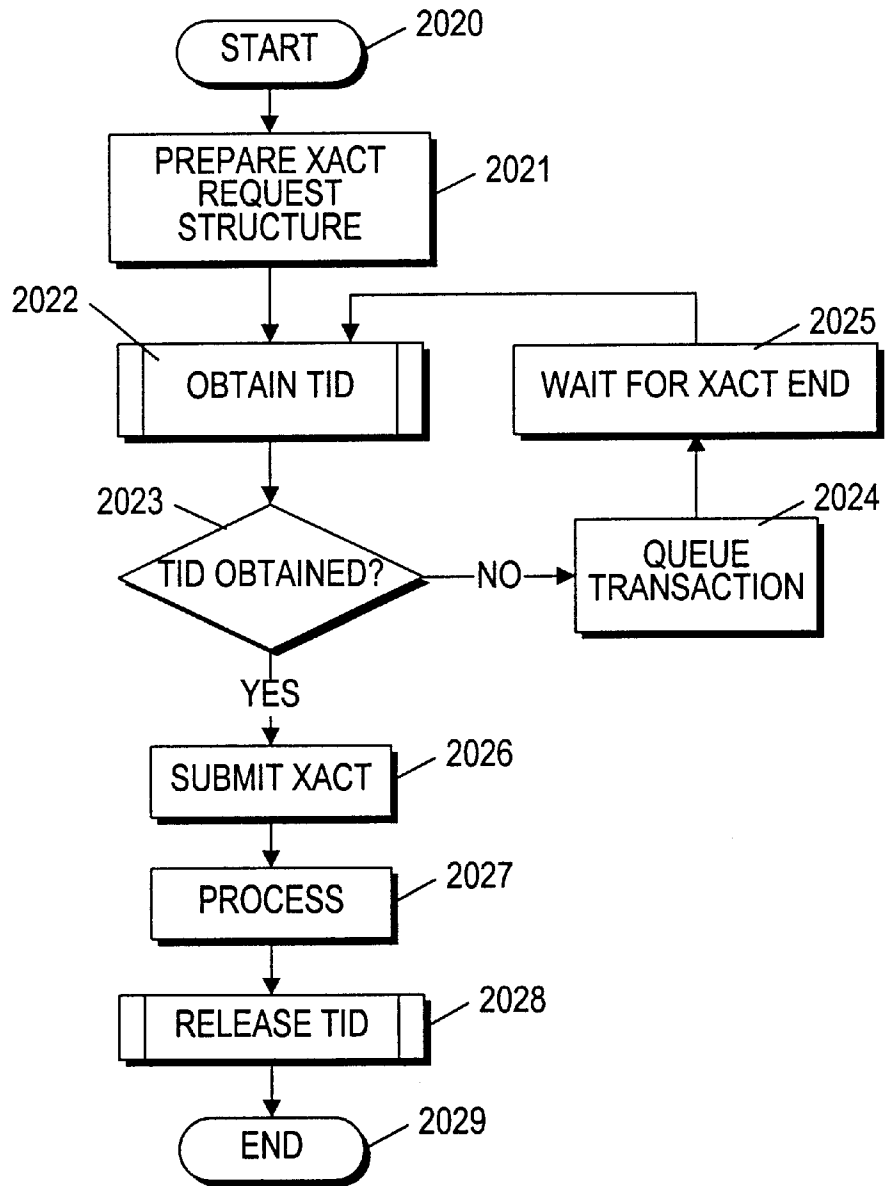 START
2020
PREPARE XACT
REQUEST
STRUCTURE
2021
2022
OBTAIN TID
2025
WAIT FOR XACT END
2023
TID OBTAINED?
NO
2024
QUEUE
TRANSACTION
YES
SUBMIT XACT
2026
PROCESS
2027
RELEASE TID
2028
END
2029